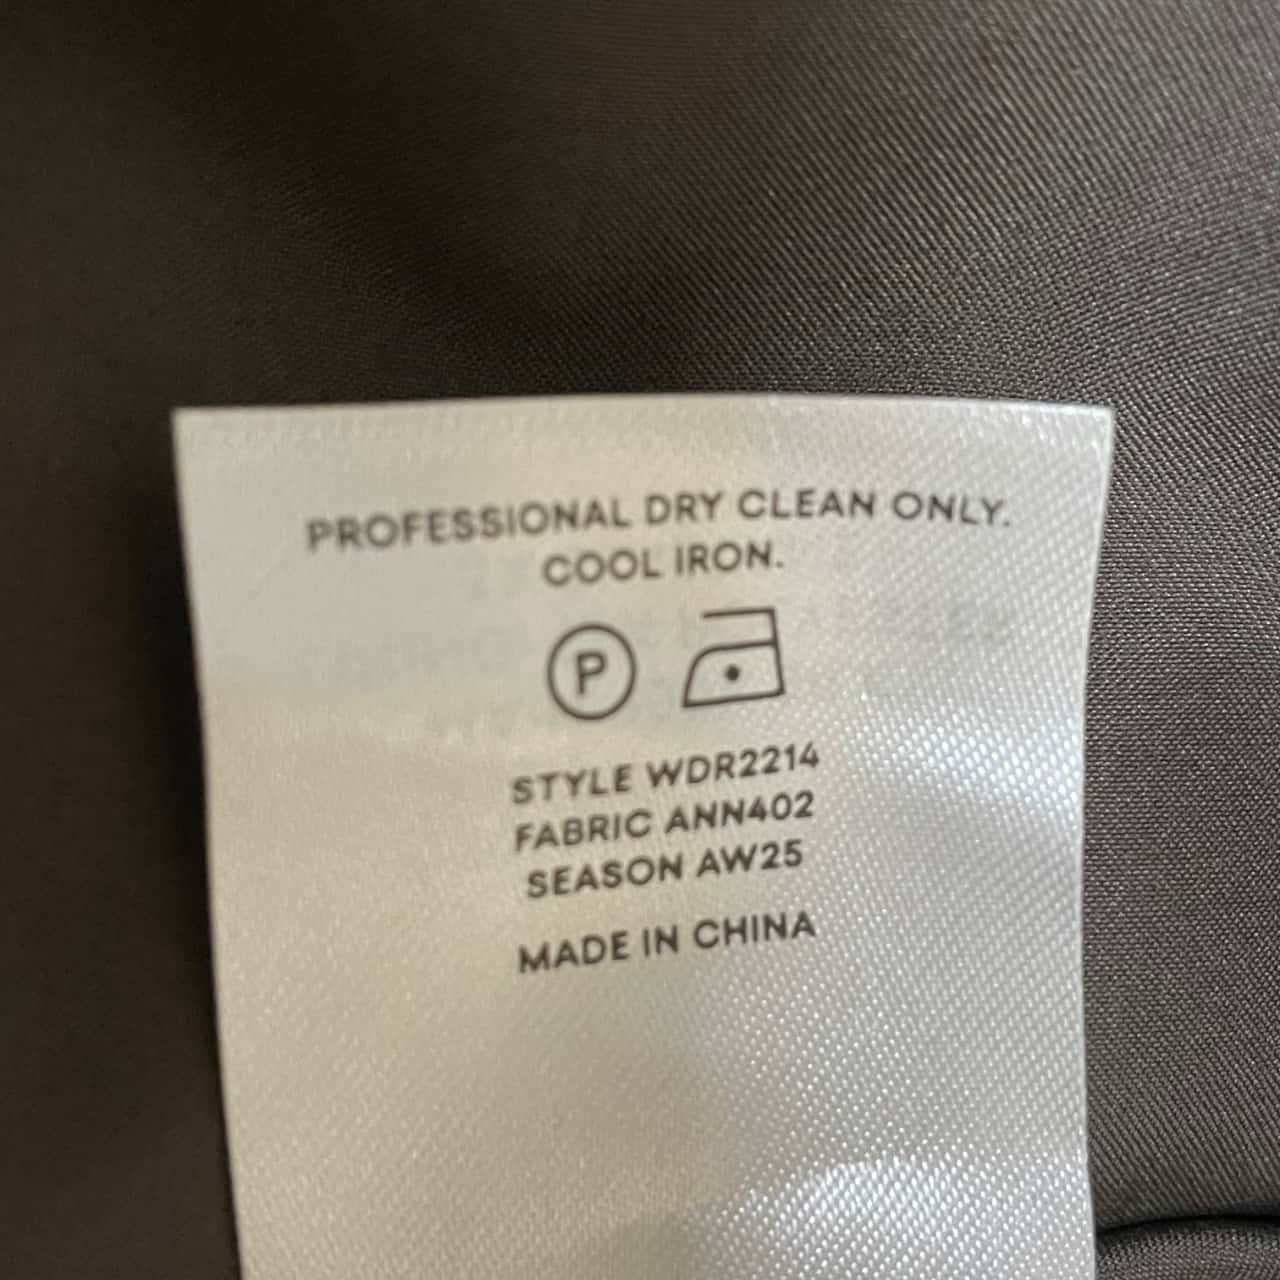 PROFESSIONAL DRY CLEAN ONLY.
COOL IRON.
P
STYLE WDR2214
FABRIC ANN402
SEASON AW25
MADE IN CHINA